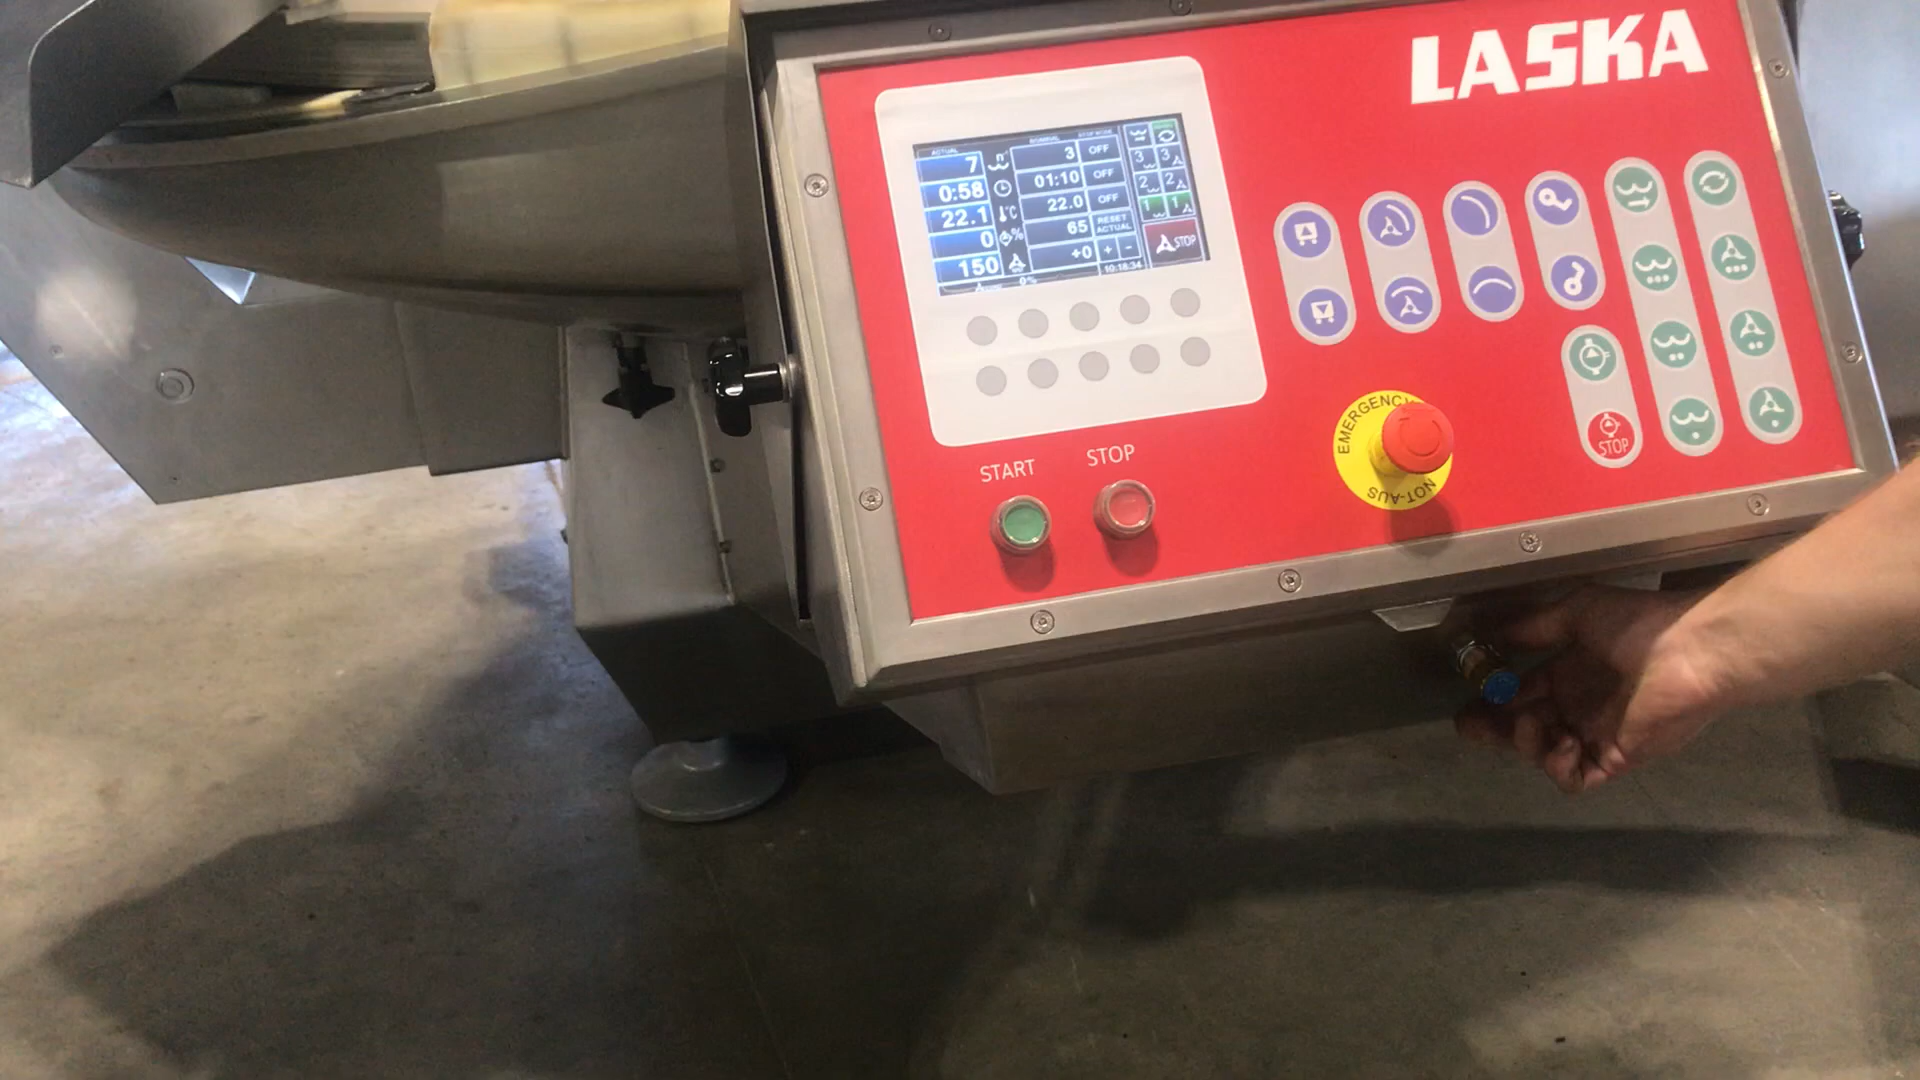 LASKA
ACTUAL NOMINAL STOP MODE
7 n 3 OFF
0:58 01:10 OFF
22.1 °C 22.0 OFF
0 % 65 RESET ACTUAL
150 +0 + -
0% 10:18:34
3 3
2 2
1 1
STOP
START
STOP
EMERGENCY
NOT-AUS
STOP